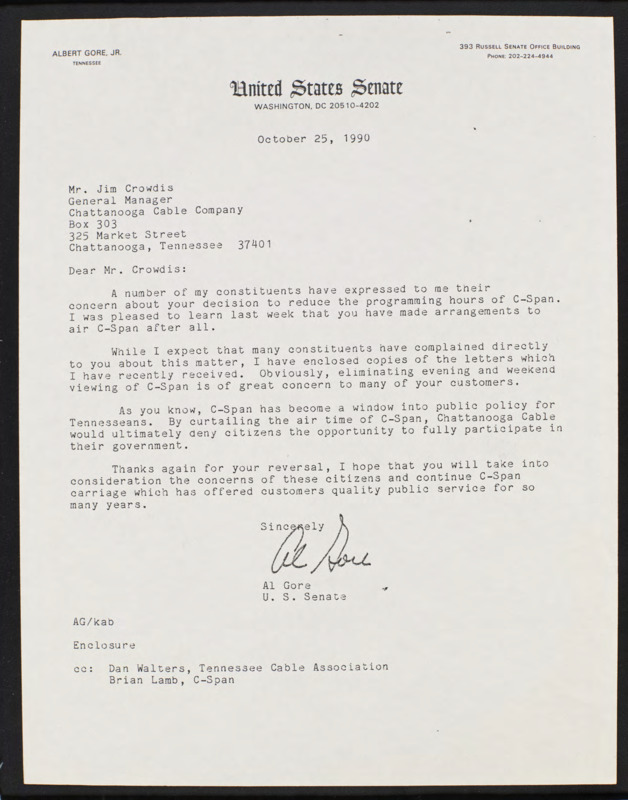 ALBERT GORE, JR.
TENNESSEE
393 RUSSELL SENATE OFFICE BUILDING
PHONE: 202-224-4944
United States Senate
WASHINGTON, DC 20510-4202
October 25, 1990
Mr. Jim Crowdis
General Manager
Chattanooga Cable Company
Box 303
325 Market Street
Chattanooga, Tennessee 37401
Dear Mr. Crowdis:
A number of my constituents have expressed to me their
concern about your decision to reduce the programming hours of C-Span.
I was pleased to learn last week that you have made arrangements to
air C-Span after all.
While I expect that many constituents have complained directly
to you about this matter, I have enclosed copies of the letters which
I have recently received. Obviously, eliminating evening and weekend
viewing of C-Span is of great concern to many of your customers.
As you know, C-Span has become a window into public policy for
Tennesseans. By curtailing the air time of C-Span, Chattanooga Cable
would ultimately deny citizens the opportunity to fully participate in
their government.
Thanks again for your reversal, I hope that you will take into
consideration the concerns of these citizens and continue C-Span
carriage which has offered customers quality public service for so
many years.
Sincerely
Al Gore
Al Gore
U. S. Senate
AG/kab
Enclosure
cc: Dan Walters, Tennessee Cable Association
Brian Lamb, C-Span